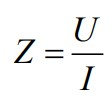 Z = U/I